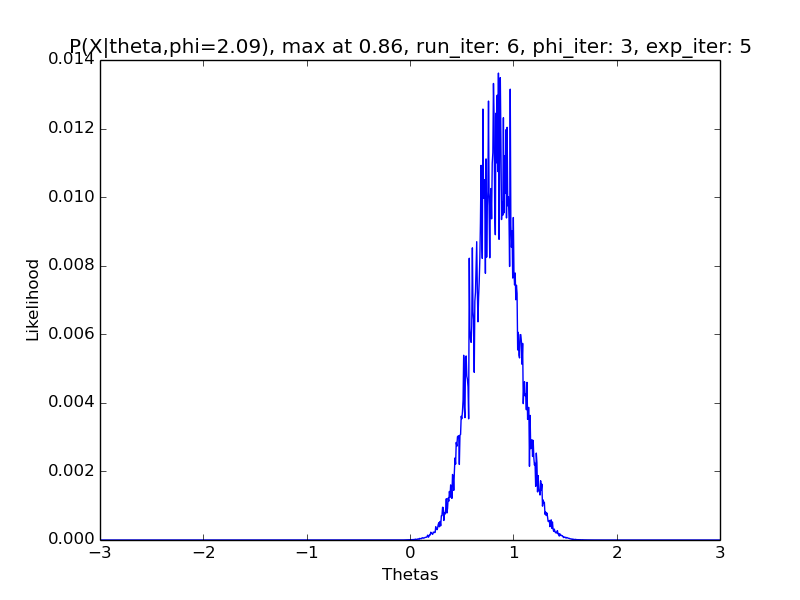 P(X|theta,phi=2.09), max at 0.86, run_iter: 6, phi_iter: 3, exp_iter: 5
0.014
0.012
0.010
0.008
0.006
0.004
0.002
0.000
Likelihood
−3 −2 −1 0 1 2 3
Thetas